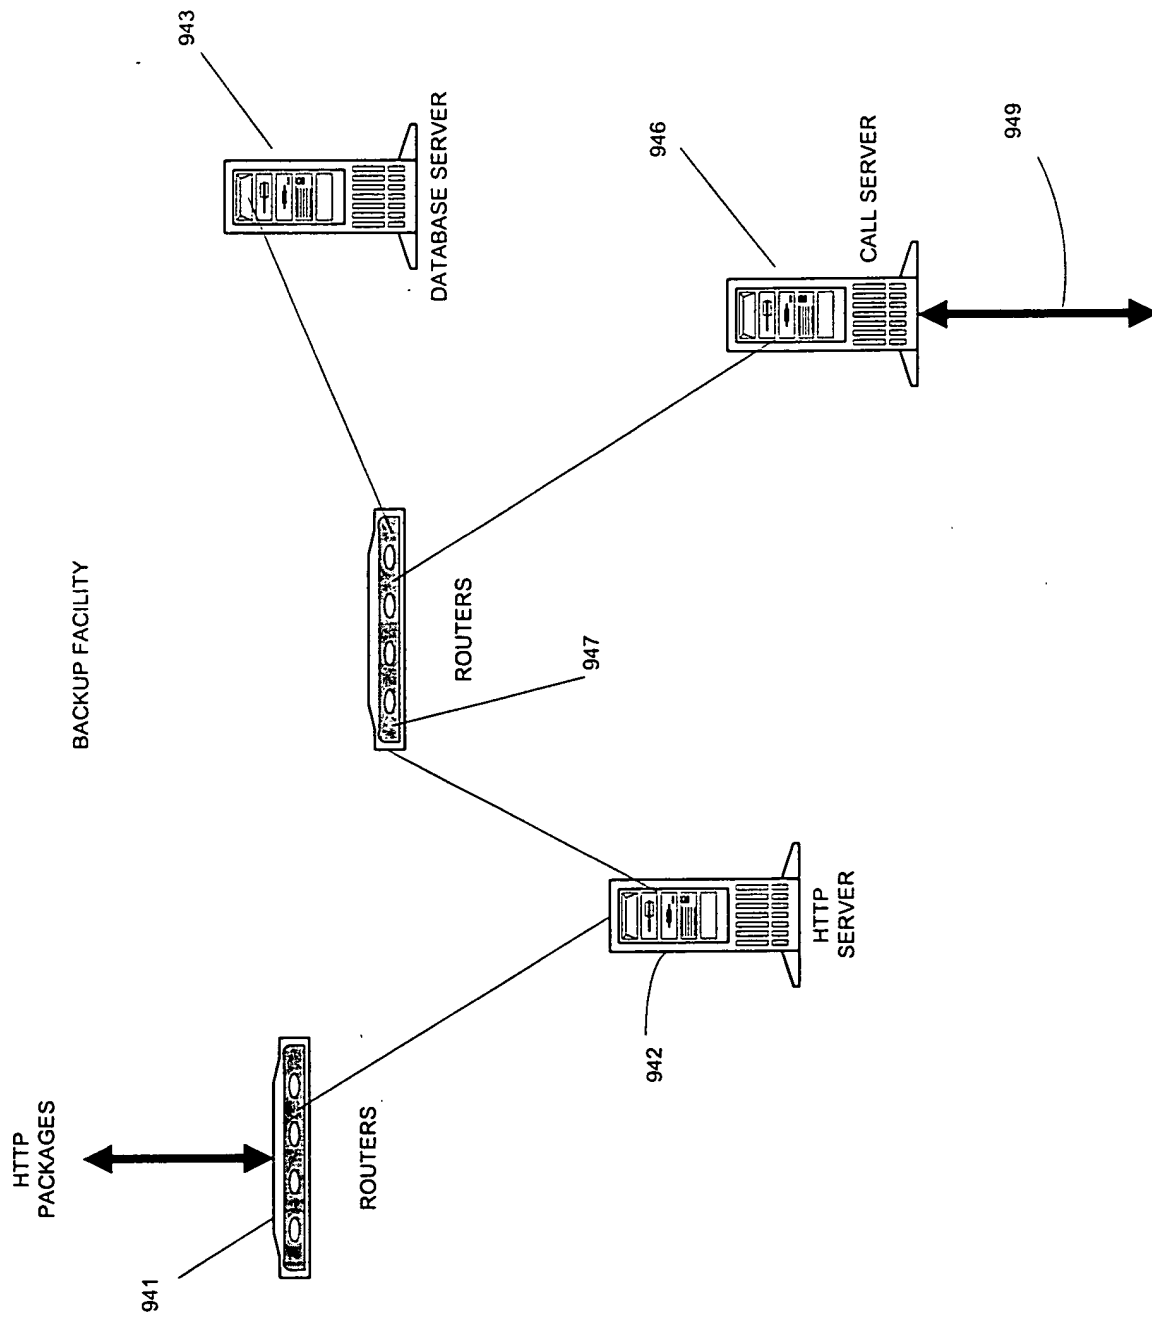 BACKUP FACILITY
HTTP
PACKAGES
941
ROUTERS
942
HTTP
SERVER
947
ROUTERS
943
DATABASE SERVER
946
CALL SERVER
949